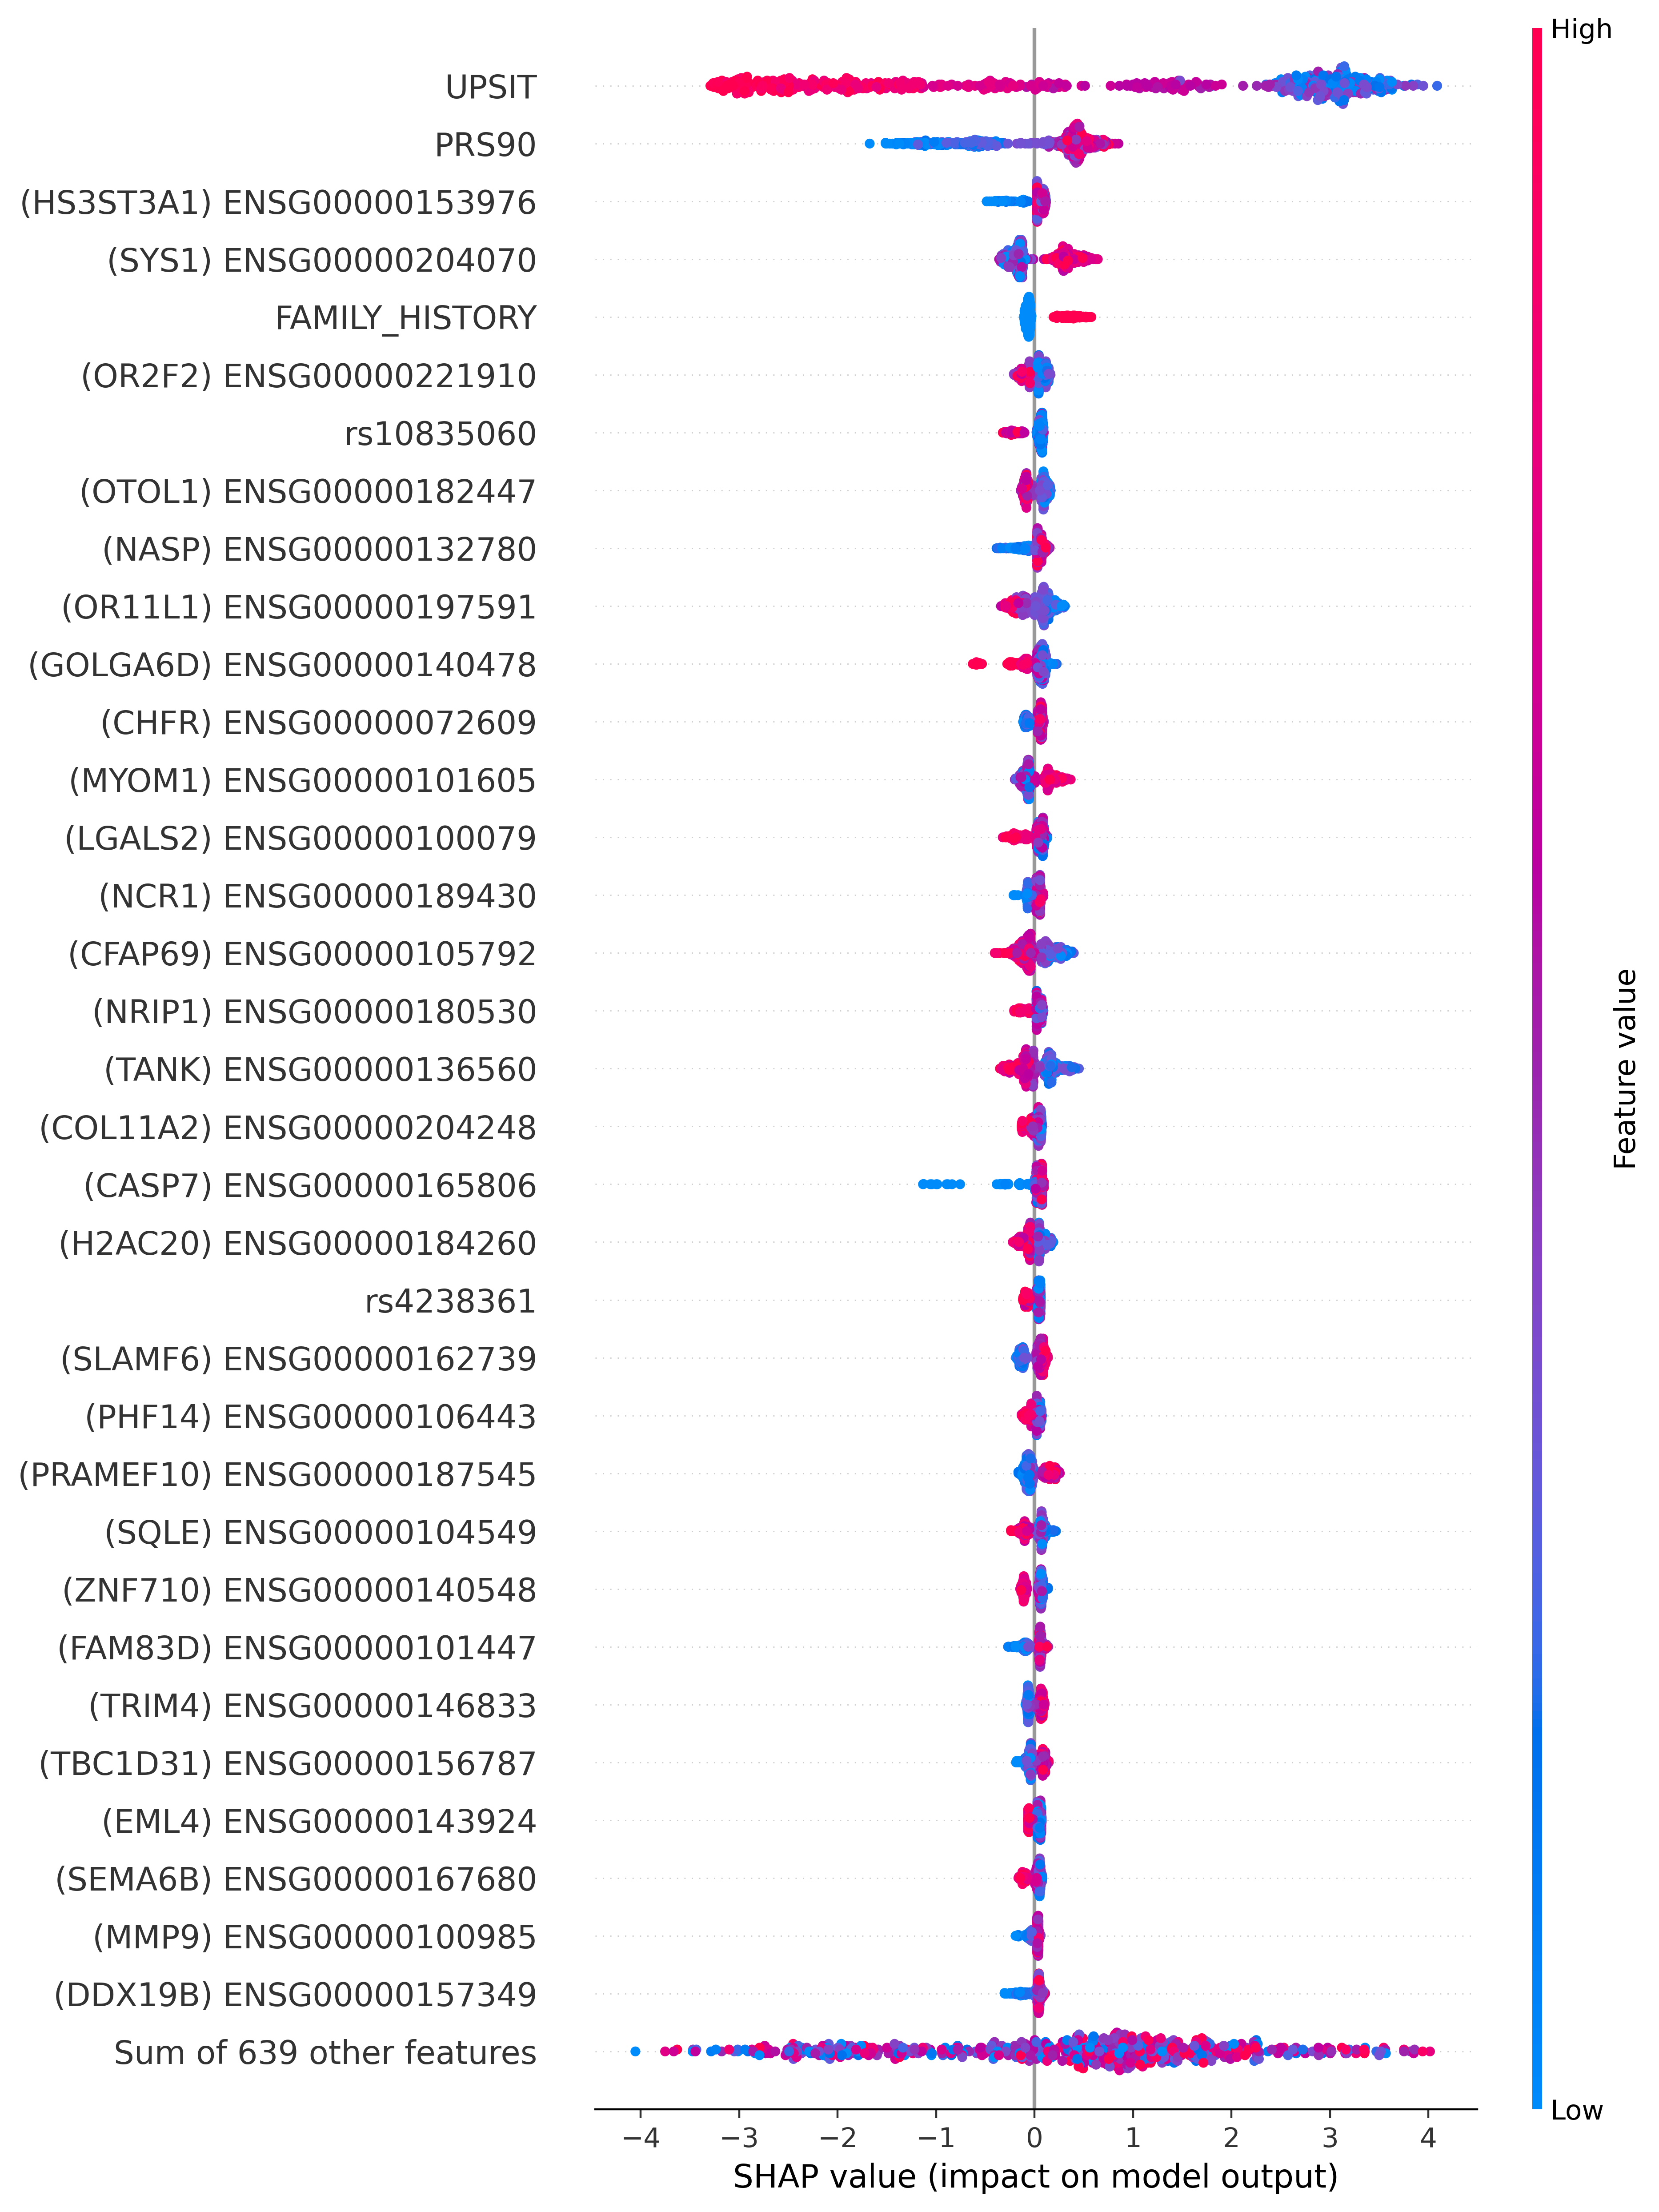 High
UPSIT
PRS90
(HS3ST3A1) ENSG00000153976
(SYS1) ENSG00000204070
FAMILY_HISTORY
(OR2F2) ENSG00000221910
rs10835060
(OTOL1) ENSG00000182447
(NASP) ENSG00000132780
(OR11L1) ENSG00000197591
(GOLGA6D) ENSG00000140478
(CHFR) ENSG00000072609
(MYOM1) ENSG00000101605
(LGALS2) ENSG00000100079
(NCR1) ENSG00000189430
(CFAP69) ENSG00000105792
(NRIP1) ENSG00000180530
(TANK) ENSG00000136560
(COL11A2) ENSG00000204248
(CASP7) ENSG00000165806
(H2AC20) ENSG00000184260
rs4238361
(SLAMF6) ENSG00000162739
(PHF14) ENSG00000106443
(PRAMEF10) ENSG00000187545
(SQLE) ENSG00000104549
(ZNF710) ENSG00000140548
(FAM83D) ENSG00000101447
(TRIM4) ENSG00000146833
(TBC1D31) ENSG00000156787
(EML4) ENSG00000143924
(SEMA6B) ENSG00000167680
(MMP9) ENSG00000100985
(DDX19B) ENSG00000157349
Sum of 639 other features
Feature value
Low
−4 −3 −2 −1 0 1 2 3 4
SHAP value (impact on model output)